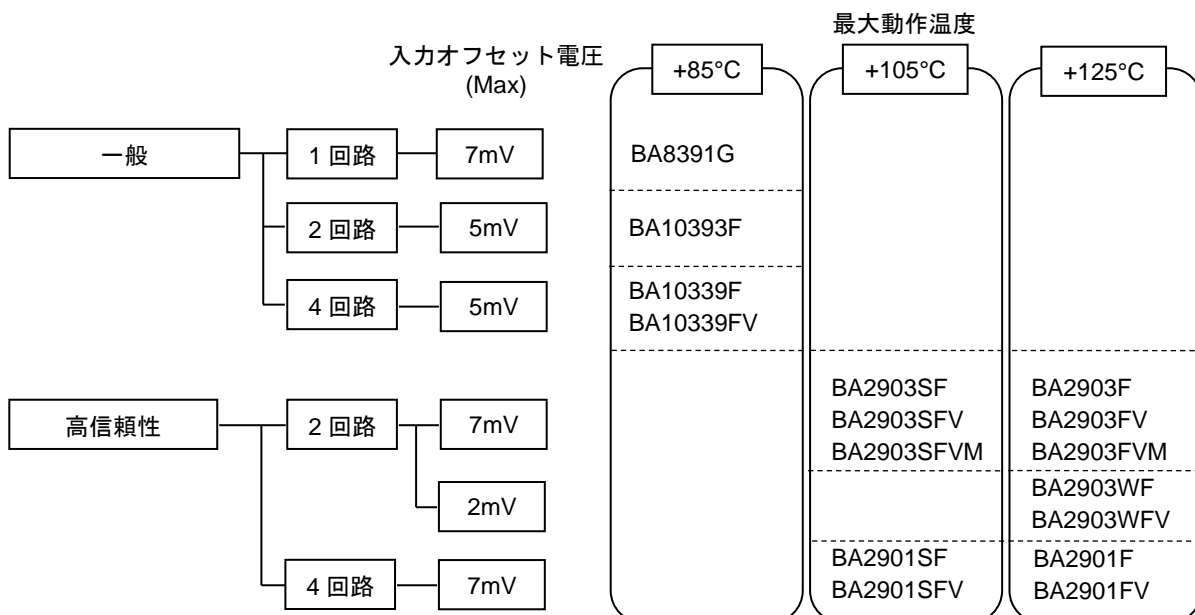 最大動作温度
入力オフセット電圧
(Max)
+85°C
+105°C
+125°C
一般
1 回路
7mV
BA8391G
2 回路
5mV
BA10393F
4 回路
5mV
BA10339F
BA10339FV
高信頼性
2 回路
7mV
BA2903SF
BA2903SFV
BA2903SFVM
BA2903F
BA2903FV
BA2903FVM
2mV
BA2903WF
BA2903WFV
4 回路
7mV
BA2901SF
BA2901SFV
BA2901F
BA2901FV